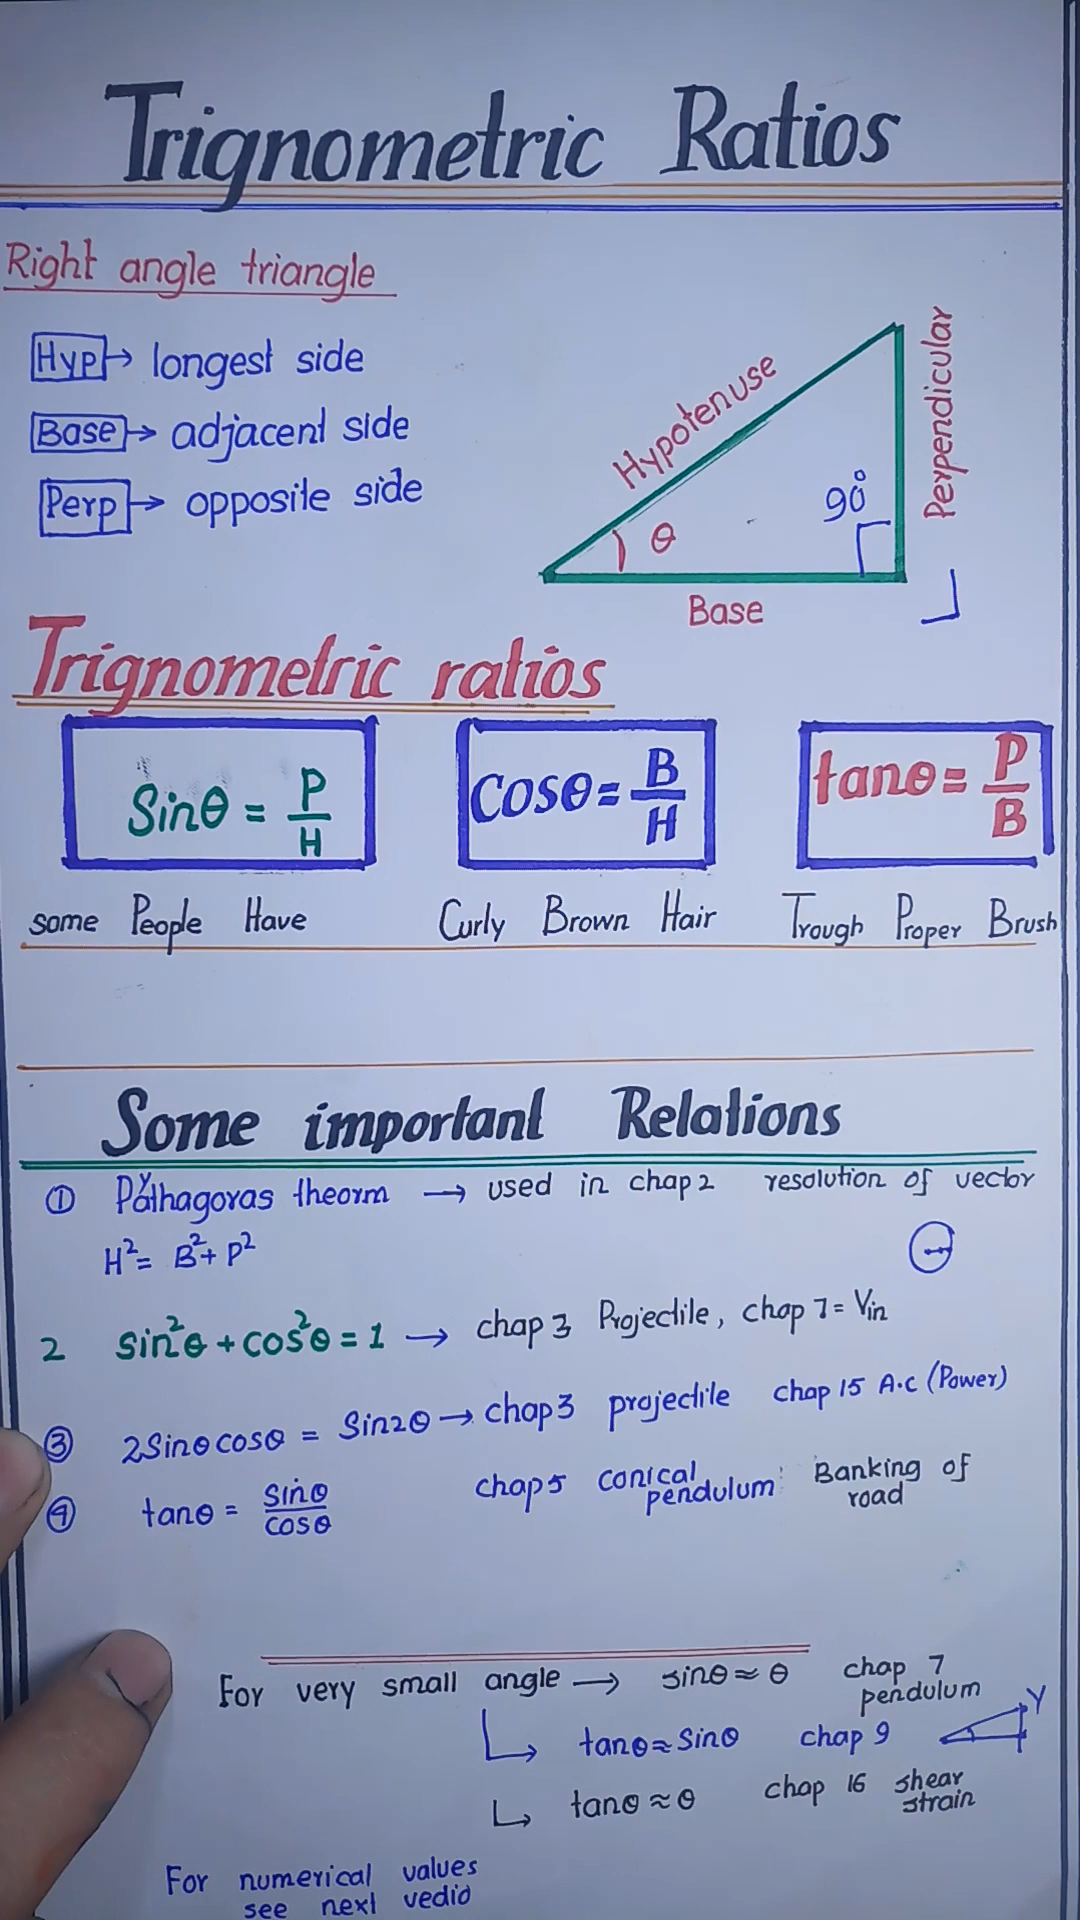 Trignometric Ratios
Right angle triangle
Hyp → longest side
Base → adjacent side
Perp → opposite side
Hypotenuse
Perpendicular
90°
θ
Base
Trignometric ratios
Sinθ = P/H
COSθ = B/H
tanθ = P/B
some People Have
Curly Brown Hair
Trough Proper Brush
Some important Relations
① Pythagoras theorm → used in chap 2 resolution of vector
H² = B² + P²
2 sin²θ + cos²θ = 1 → chap 3 Projectile, chap 7 = Vin
③ 2Sinθcosθ = Sin2θ → chap 3 projectile chap 15 A.C (Power)
④ tanθ = sinθ/cosθ chap 5 conical pendulum Banking of road
For very small angle → sinθ ≈ θ chap 7 pendulum
↳ tanθ ≈ Sinθ chap 9 Y
↳ tanθ ≈ θ chap 16 shear strain
For numerical values
see next vedio